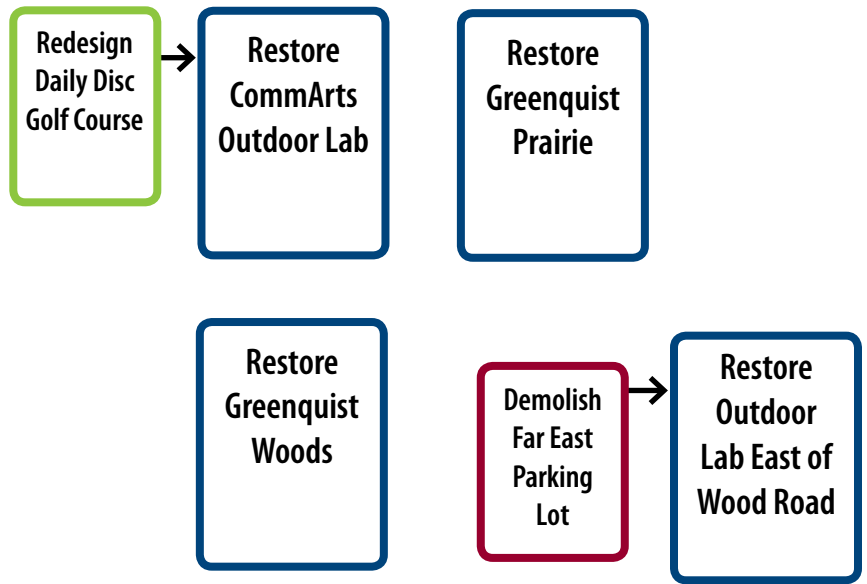 Redesign
Daily Disc
Golf Course
Restore
CommArts
Outdoor Lab
Restore
Greenquist
Prairie
Restore
Greenquist
Woods
Demolish
Far East
Parking
Lot
Restore
Outdoor
Lab East of
Wood Road